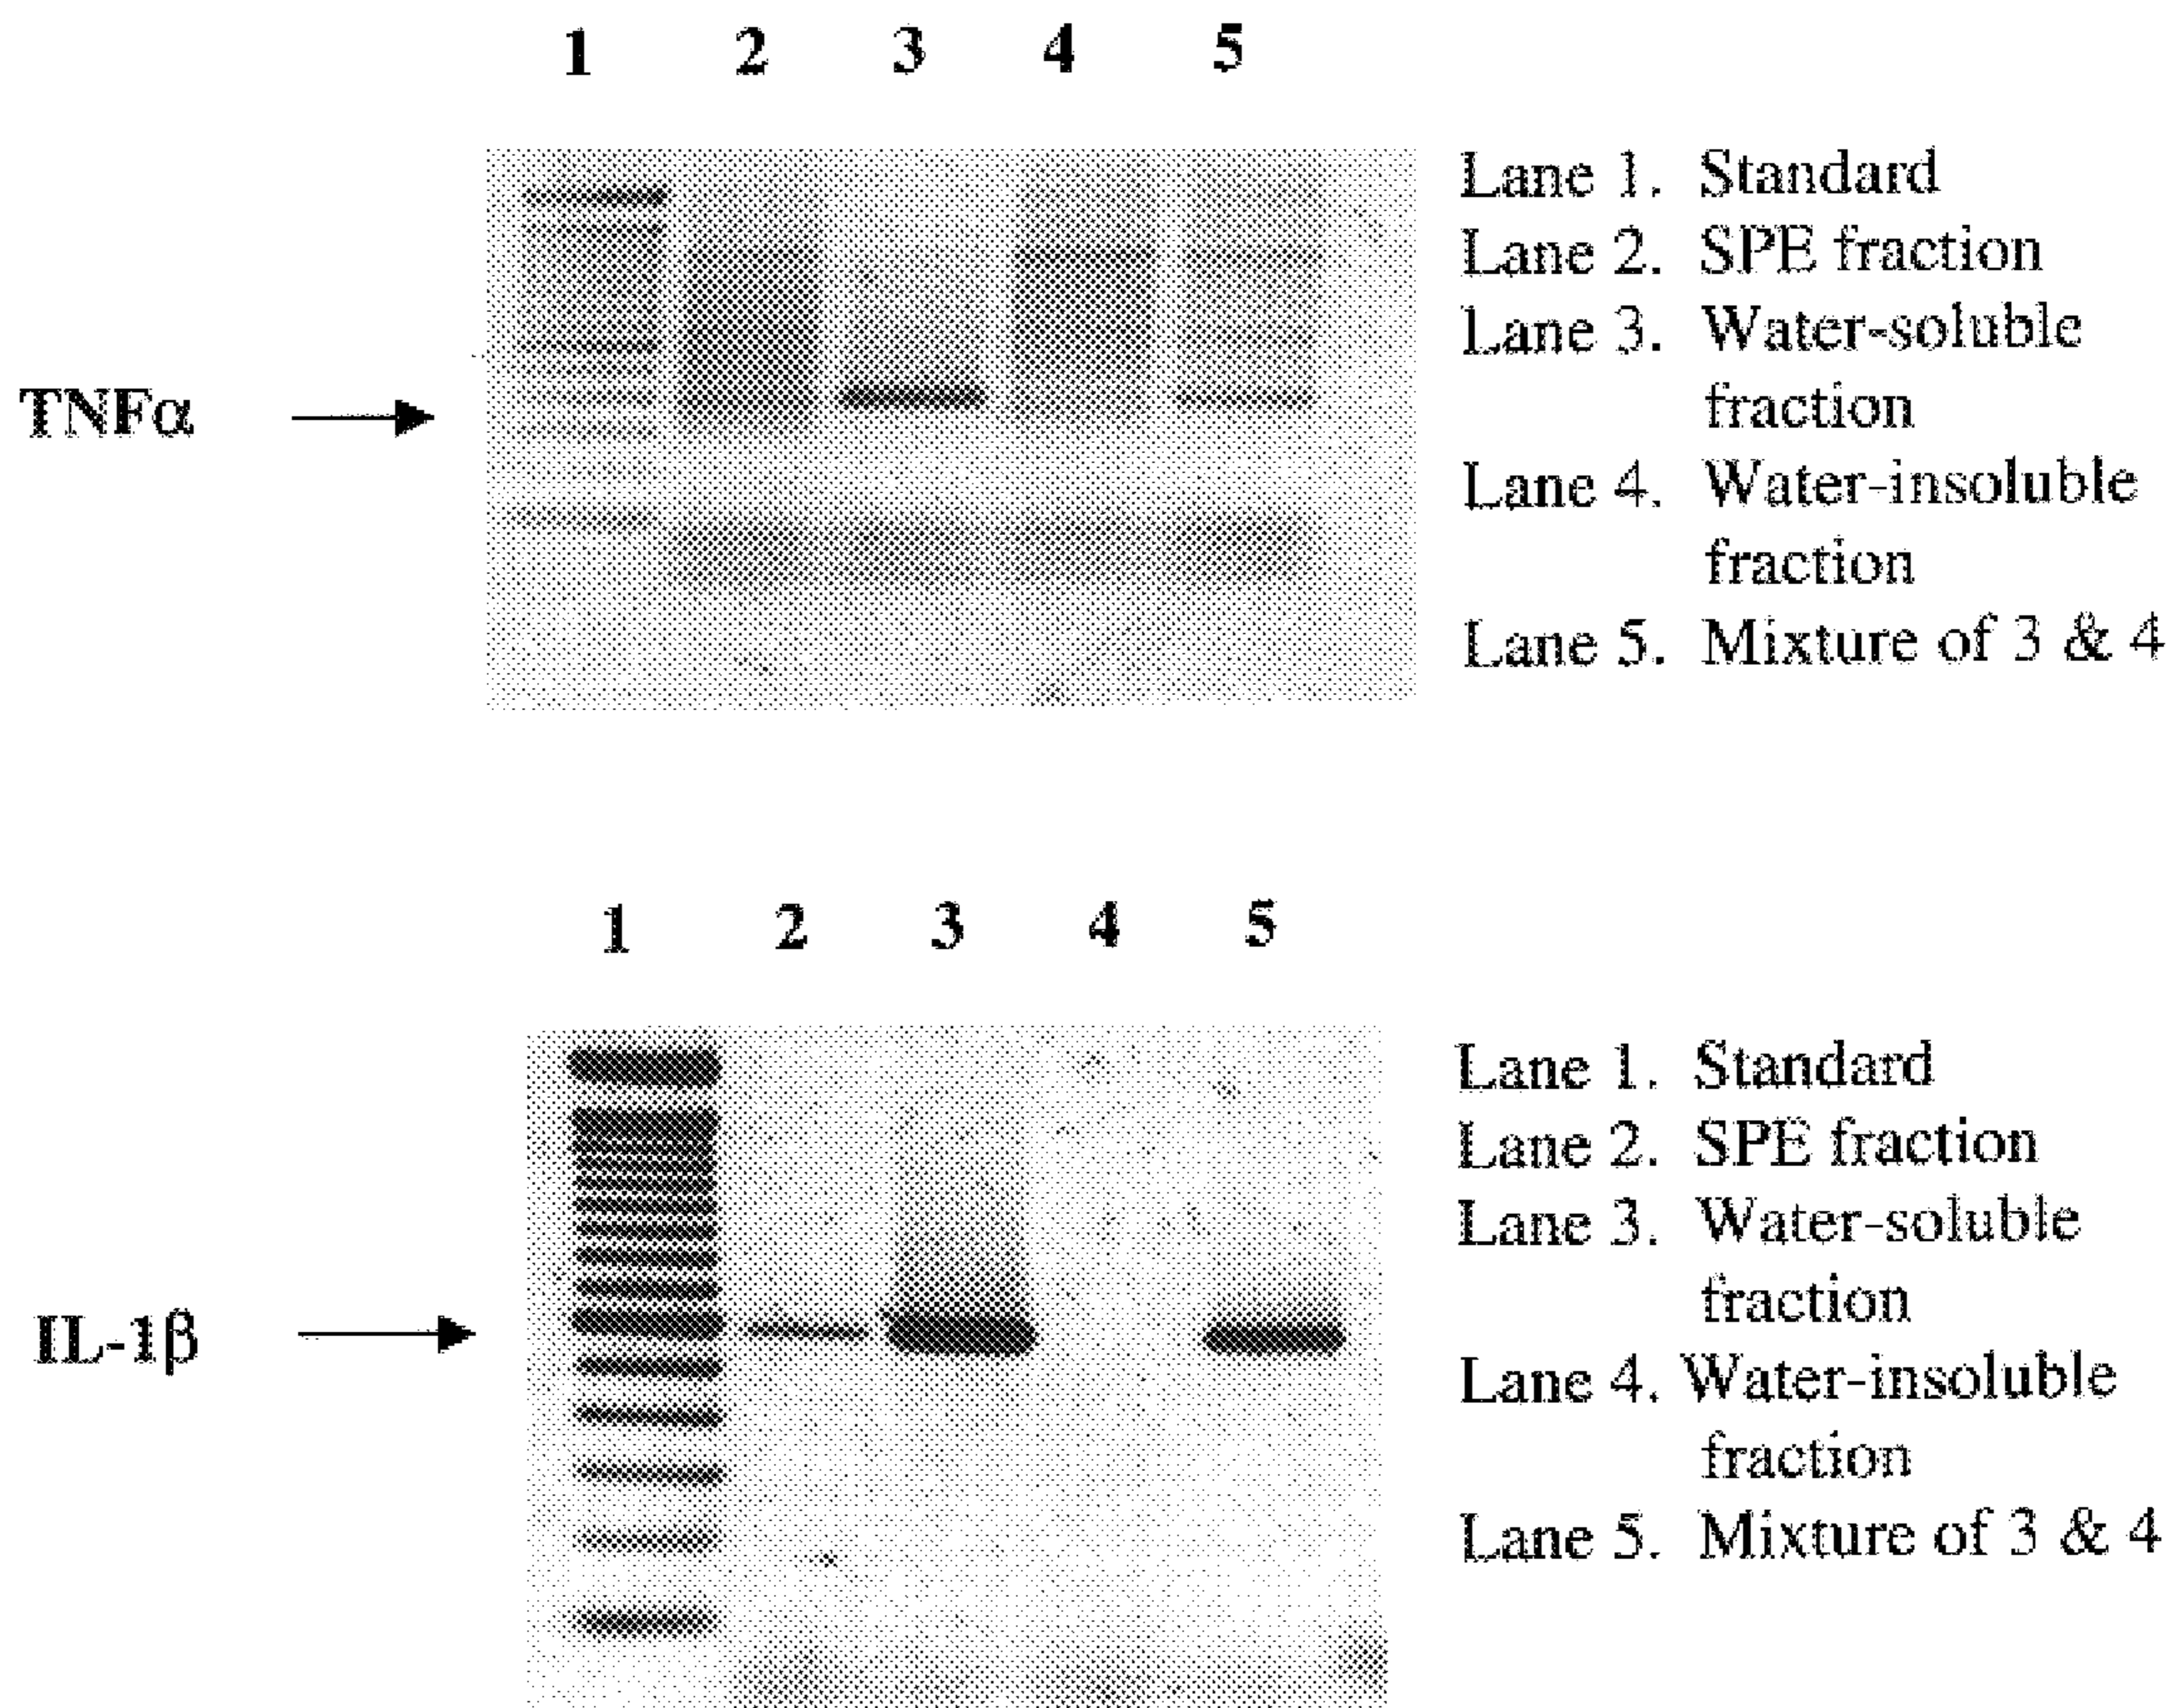 1 2 3 4 5
Lane 1. Standard
Lane 2. SPE fraction
Lane 3. Water-soluble
fraction
Lane 4. Water-insoluble
fraction
Lane 5. Mixture of 3 & 4
TNFα
1 2 3 4 5
Lane 1. Standard
Lane 2. SPE fraction
Lane 3. Water-soluble
fraction
Lane 4. Water-insoluble
fraction
Lane 5. Mixture of 3 & 4
IL-1β